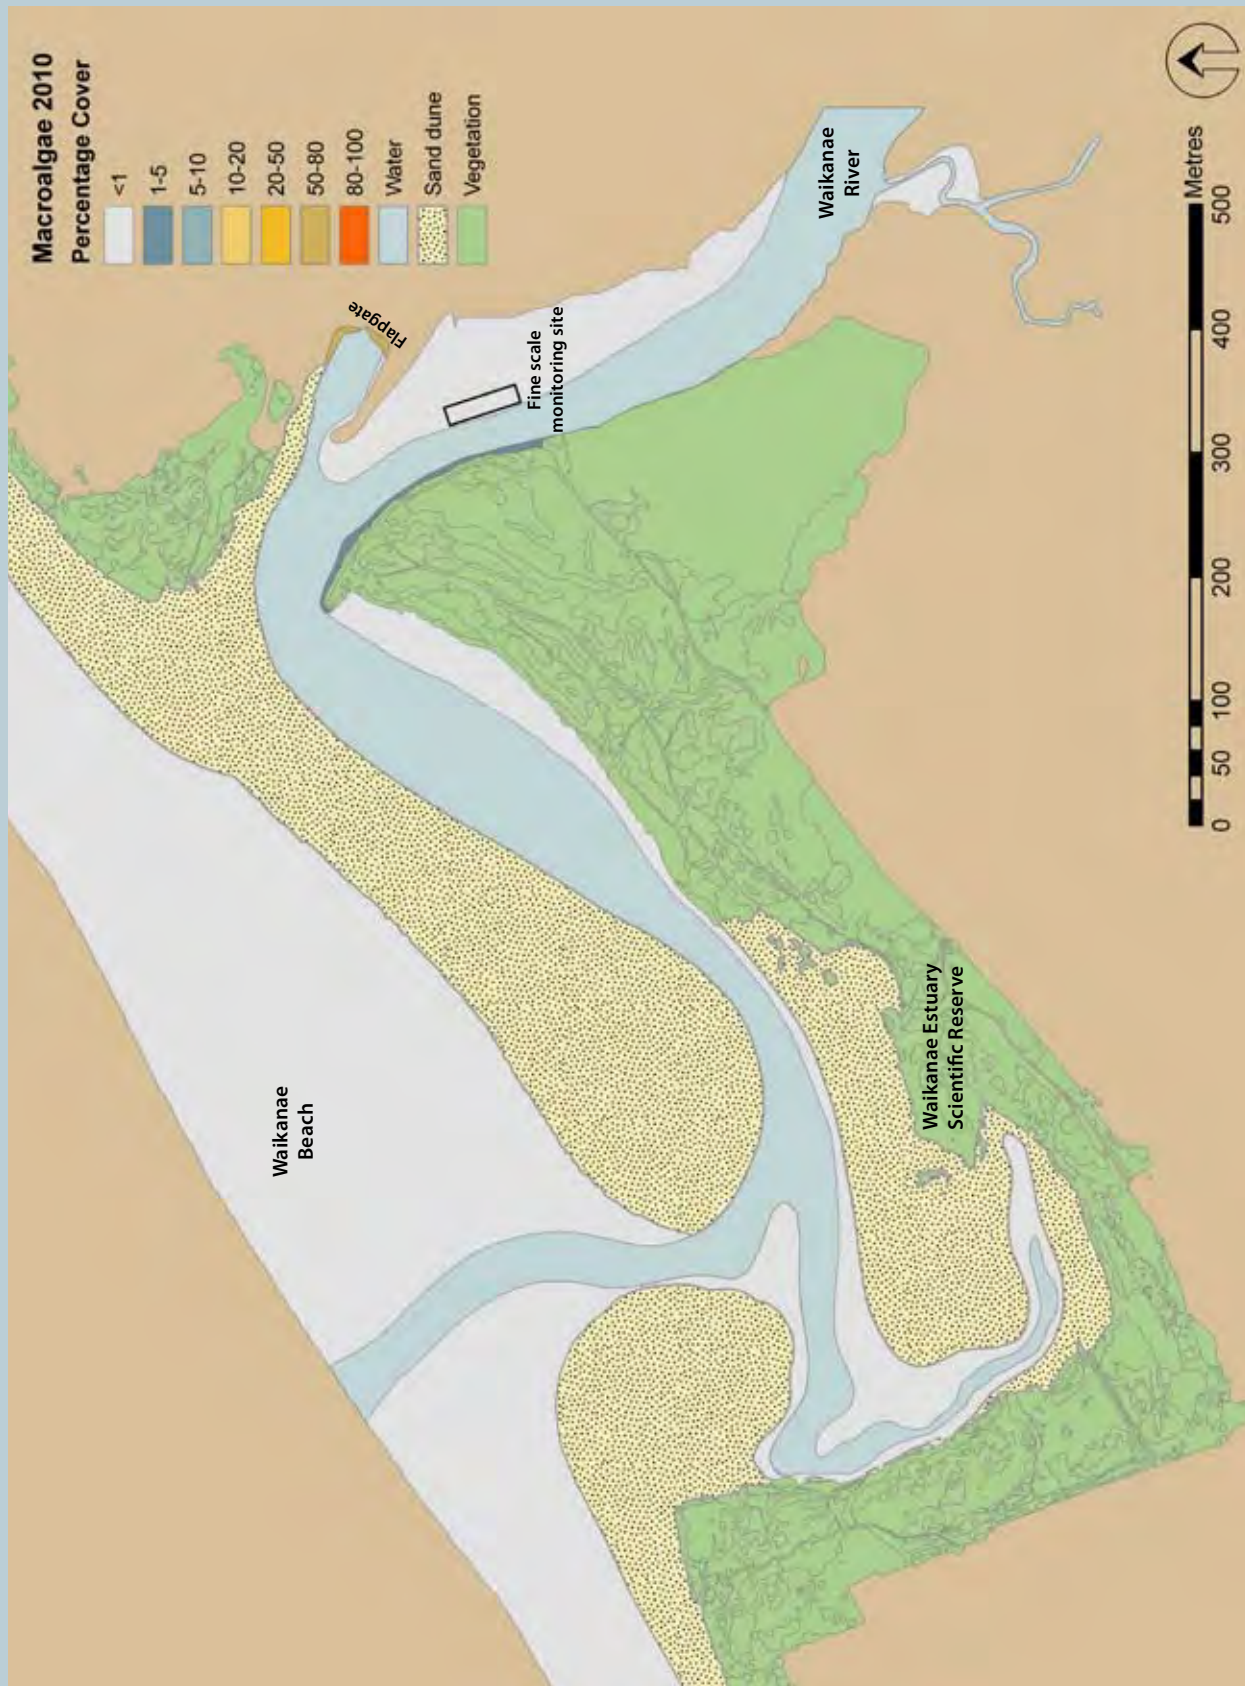 Macroalgae 2010
Percentage Cover
<1
1-5
5-10
10-20
20-50
50-80
80-100
Water
Sand dune
Vegetation
Flapgate
Fine scale
monitoring site
Waikanae
River
Waikanae
Beach
Waikanae Estuary
Scientific Reserve
0 50 100 200 300 400 500
Metres